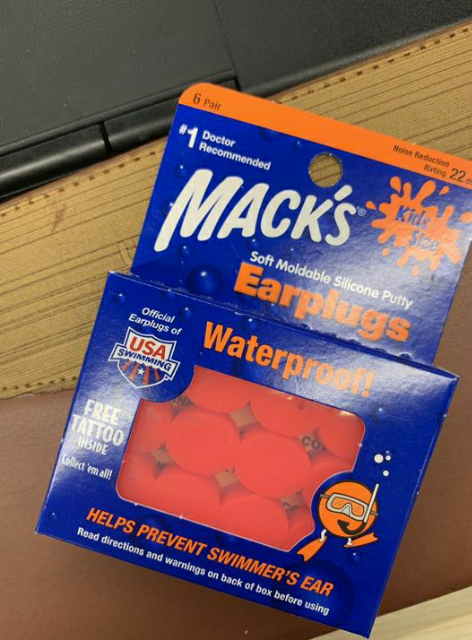 6 Pair
#1 Doctor
Recommended
Noise Reduction
Rating 22
MACK'S®
Kids
Size
Soft Moldable Silicone Putty
Earplugs
Official
Earplugs of
USA
SWIMMING
Waterproof!
FREE
TATTOO
INSIDE
Collect 'em all!
CO
HELPS PREVENT SWIMMER'S EAR
Read directions and warnings on back of box before using